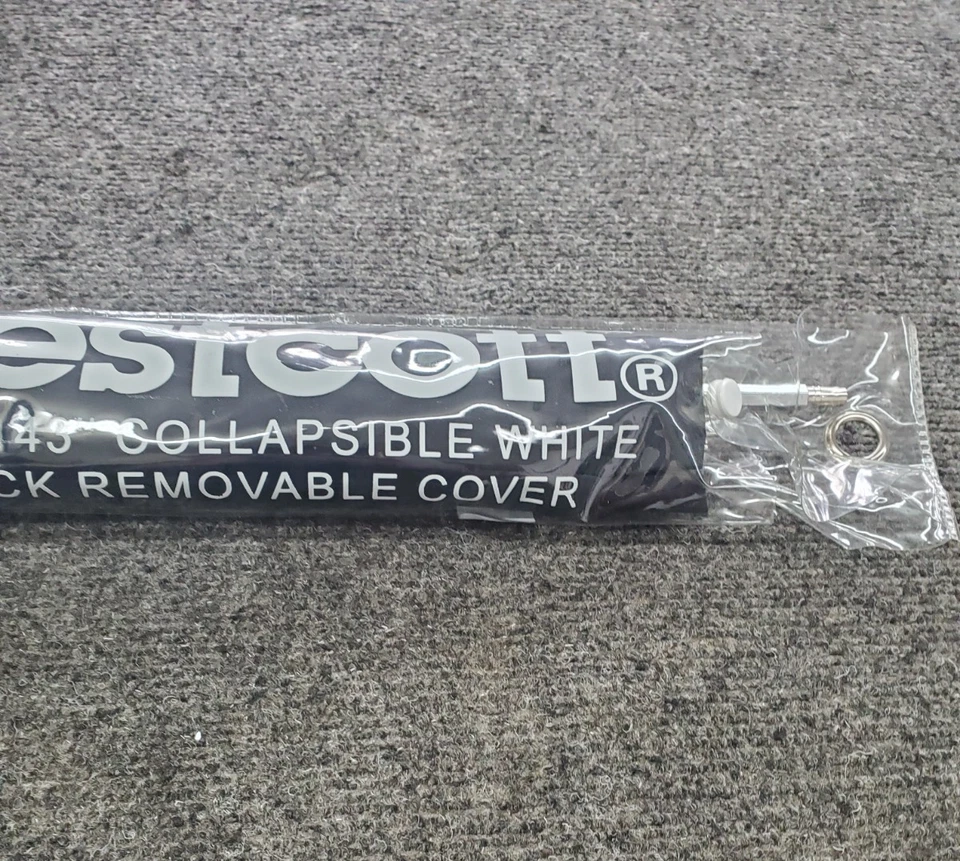 estcott®
43" COLLAPSIBLE WHITE
CK REMOVABLE COVER